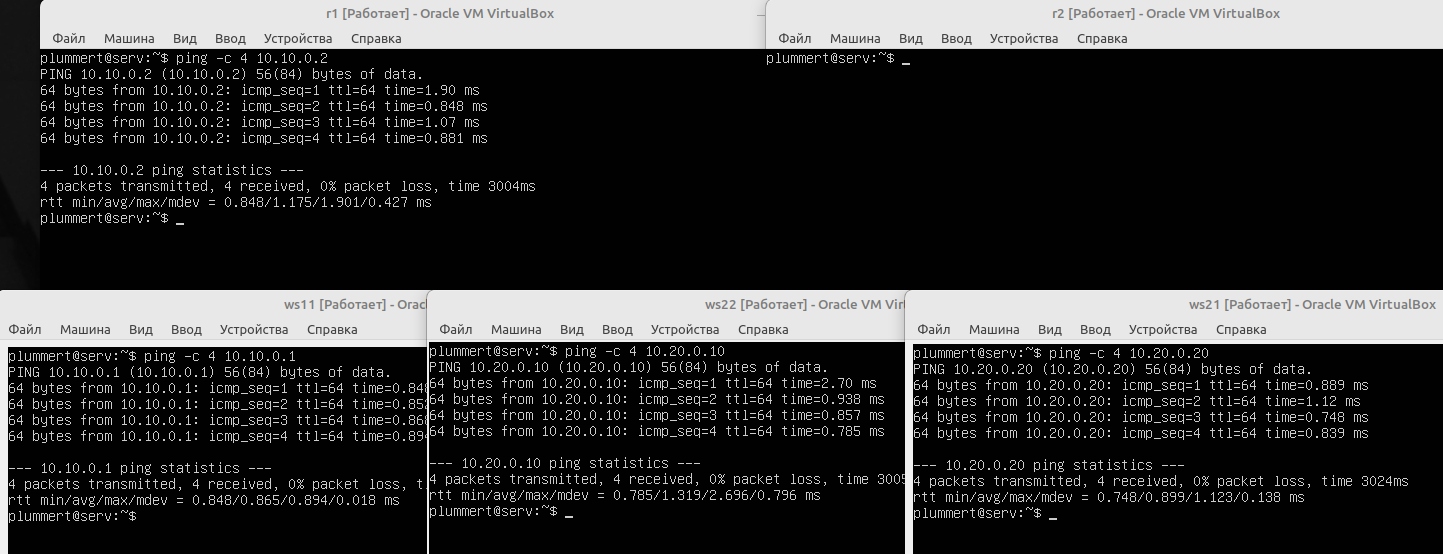 r1 [Работает] - Oracle VM VirtualBox
Файл Машина Вид Ввод Устройства Справка
plummert@serv:~$ ping -c 4 10.10.0.2
PING 10.10.0.2 (10.10.0.2) 56(84) bytes of data.
64 bytes from 10.10.0.2: icmp_seq=1 ttl=64 time=1.90 ms
64 bytes from 10.10.0.2: icmp_seq=2 ttl=64 time=0.848 ms
64 bytes from 10.10.0.2: icmp_seq=3 ttl=64 time=1.07 ms
64 bytes from 10.10.0.2: icmp_seq=4 ttl=64 time=0.881 ms
--- 10.10.0.2 ping statistics ---
4 packets transmitted, 4 received, 0% packet loss, time 3004ms
rtt min/avg/max/mdev = 0.848/1.175/1.901/0.427 ms
plummert@serv:~$ _
r2 [Работает] - Oracle VM VirtualBox
Файл Машина Вид Ввод Устройства Справка
plummert@serv:~$ _
ws11 [Работает] - Orac
Файл Машина Вид Ввод Устройства Справка
plummert@serv:~$ ping -c 4 10.10.0.1
PING 10.10.0.1 (10.10.0.1) 56(84) bytes of data.
64 bytes from 10.10.0.1: icmp_seq=1 ttl=64 time=0.848
64 bytes from 10.10.0.1: icmp_seq=2 ttl=64 time=0.85
64 bytes from 10.10.0.1: icmp_seq=3 ttl=64 time=0.86
64 bytes from 10.10.0.1: icmp_seq=4 ttl=64 time=0.894
--- 10.10.0.1 ping statistics ---
4 packets transmitted, 4 received, 0% packet loss, t
rtt min/avg/max/mdev = 0.848/0.865/0.894/0.018 ms
plummert@serv:~$
ws22 [Работает] - Oracle VM Virt
Файл Машина Вид Ввод Устройства Справка
plummert@serv:~$ ping -c 4 10.20.0.10
PING 10.20.0.10 (10.20.0.10) 56(84) bytes of data.
64 bytes from 10.20.0.10: icmp_seq=1 ttl=64 time=2.70 ms
64 bytes from 10.20.0.10: icmp_seq=2 ttl=64 time=0.938 ms
64 bytes from 10.20.0.10: icmp_seq=3 ttl=64 time=0.857 ms
64 bytes from 10.20.0.10: icmp_seq=4 ttl=64 time=0.785 ms
--- 10.20.0.10 ping statistics ---
4 packets transmitted, 4 received, 0% packet loss, time 3005
rtt min/avg/max/mdev = 0.785/1.319/2.696/0.796 ms
plummert@serv:~$ _
ws21 [Работает] - Oracle VM VirtualBox
Файл Машина Вид Ввод Устройства Справка
plummert@serv:~$ ping -c 4 10.20.0.20
PING 10.20.0.20 (10.20.0.20) 56(84) bytes of data.
64 bytes from 10.20.0.20: icmp_seq=1 ttl=64 time=0.889 ms
64 bytes from 10.20.0.20: icmp_seq=2 ttl=64 time=1.12 ms
64 bytes from 10.20.0.20: icmp_seq=3 ttl=64 time=0.748 ms
64 bytes from 10.20.0.20: icmp_seq=4 ttl=64 time=0.839 ms
--- 10.20.0.20 ping statistics ---
4 packets transmitted, 4 received, 0% packet loss, time 3024ms
rtt min/avg/max/mdev = 0.748/0.899/1.123/0.138 ms
plummert@serv:~$ _